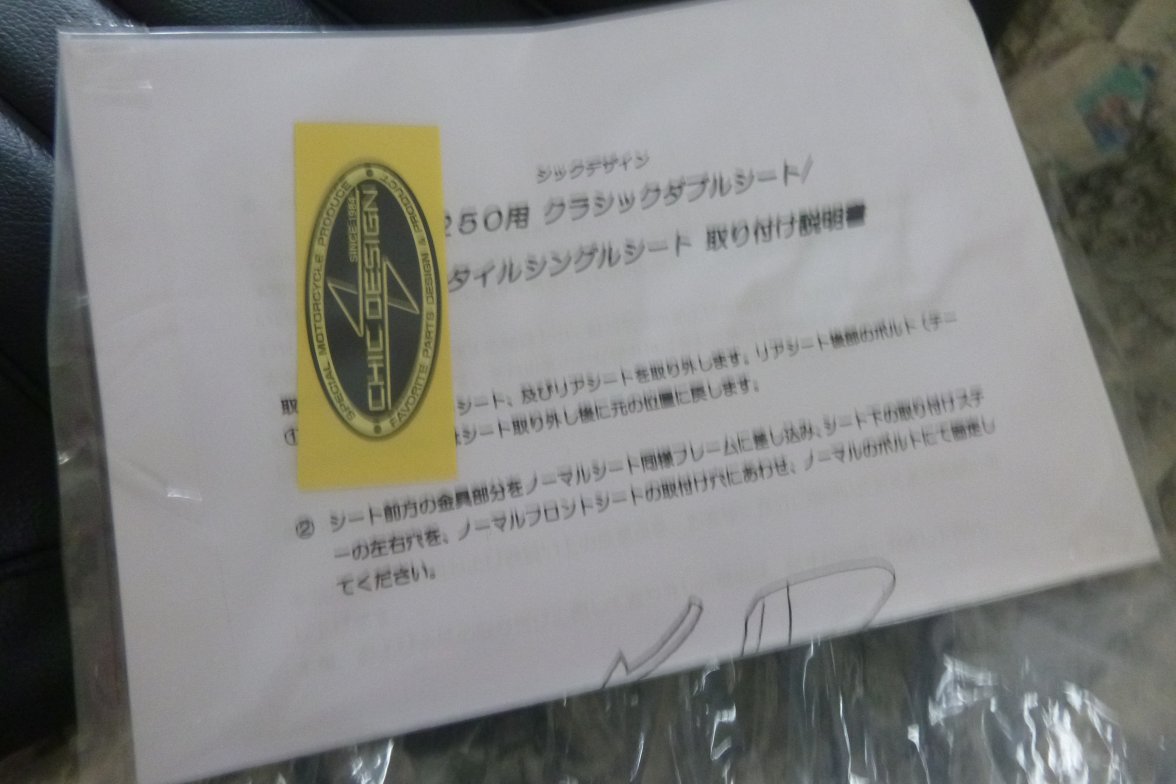 シックデザイン
250用 クラシックダブルシート/
タイルシングルシート 取り付け説明書
SPECIAL MOTORCYCLE PRODUCE
SINCE 1988
CHIC DESIGN
FAVORITE PARTS DESIGN & PRODUCT
取
シート、及びリアシートを取り外します。リアシート後部のボルト(テー
①
はシート取り外し後に元の位置に戻します。
② シート前方の金具部分をノーマルシート同様フレームに差し込み、シート下の取り付けステ
ーの左右穴を、ノーマルフロントシートの取付け穴にあわせ、ノーマルのボルトにて固定し
てください。